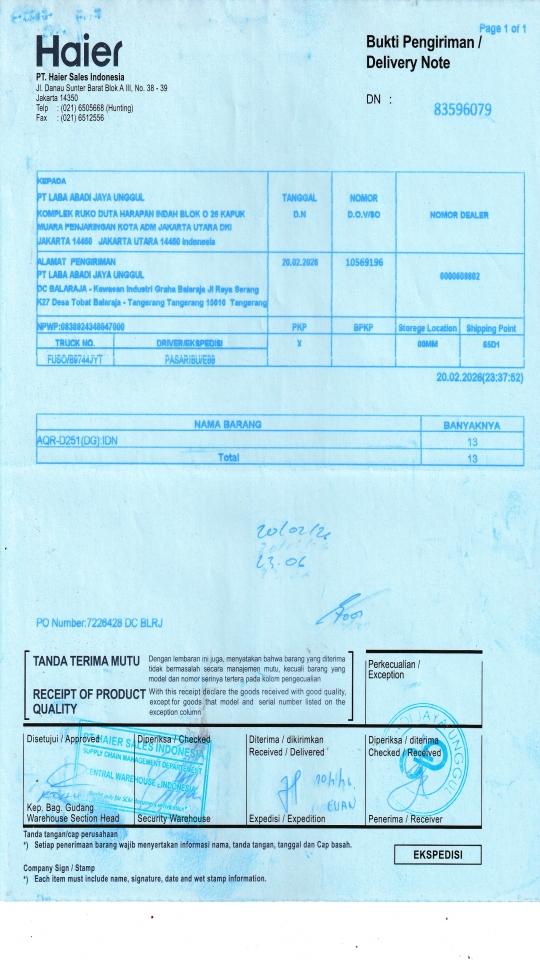 Page 1 of 1
Haier
Bukti Pengiriman /
Delivery Note
PT. Haier Sales Indonesia
Jl. Danau Sunter Barat Blok A III, No. 38 - 39
Jakarta 14350
Telp : (021) 6505668 (Hunting)
Fax : (021) 6512556
DN : 83596079
KEPADA
PT LABA ABADI JAYA UNGGUL
KOMPLEK RUKO DUTA HARAPAN INDAH BLOK O 26 KAPUK
MUARA PENJARINGAN KOTA ADM JAKARTA UTARA DKI
JAKARTA 14460 JAKARTA UTARA 14460 Indonesia
TANGGAL
D.N
NOMOR
D.O.V/SO
NOMOR DEALER
ALAMAT PENGIRIMAN
PT LABA ABADI JAYA UNGGUL
DC BALARAJA - Kawasan Industri Graha Balaraja Jl Raya Serang
K27 Desa Tobat Balaraja - Tangerang Tangerang 15610 Tangerang
20.02.2026
10569196
NPWP:
PKP
BPKP
Storege Location
Shipping Point
TRUCK NO.
DRIVER/EKSPEDISI
X
00MM
65D1
FUSO/B9744JYT
PASARIBU/E99
20.02.2026(23:37:52)
NAMA BARANG
BANYAKNYA
AQR-D251(DG):IDN
13
Total
13
20/02/26
23.06
PO Number:7226428 DC BLRJ
TANDA TERIMA MUTU
Dengan lembaran ini juga, menyatakan bahwa barang yang diterima
tidak bermasalah secara manajemen mutu, kecuali barang yang
model dan nomor serinya tertera pada kolom pengecualian
RECEIPT OF PRODUCT
QUALITY
With this receipt declare the goods received with good quality,
except for goods that model and serial number listed on the
exception column
Perkecualian /
Exception
Disetujui / Approved
Diperiksa / Checked
Diterima / dikirimkan
Received / Delivered
Diperiksa / diterima
Checked / Received
PT HAIER SALES INDONESIA
SUPPLY CHAIN MANAGEMENT DEPARTEMENT
CENTRAL WAREHOUSE - INDONESIA
JAYA UNGGUL
Kep. Bag. Gudang
Warehouse Section Head
Security Warehouse
Expedisi / Expedition
Penerima / Receiver
Tanda tangan/cap perusahaan
*) Setiap penerimaan barang wajib menyertakan informasi nama, tanda tangan, tanggal dan Cap basah.
EKSPEDISI
Company Sign / Stamp
*) Each item must include name, signature, date and wet stamp information.